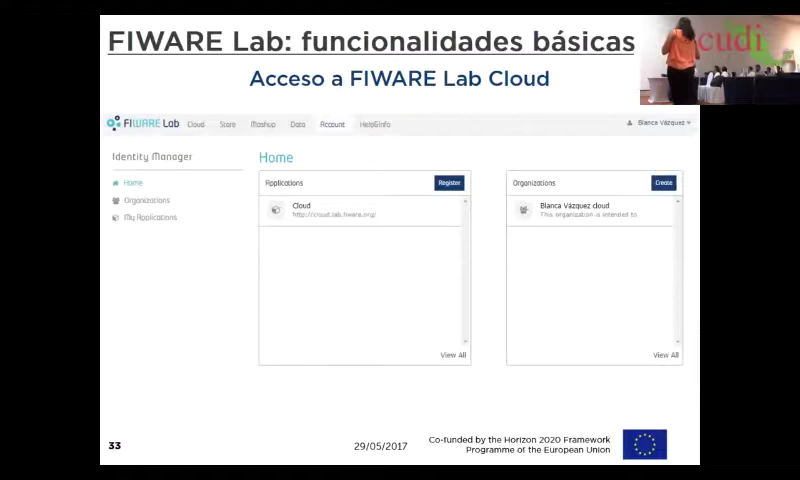 FIWARE Lab: funcionalidades básicas
cudi
Acceso a FIWARE Lab Cloud
FIWARE Lab Cloud Store Mashup Data Account Help&Info Blanca Vázquez
Identity Manager
Home
Organizations
My Applications
Home
Applications Register
Cloud
http://cloud.lab.fiware.org/
View All
Organizations Create
Blanca Vázquez cloud
This organization is intended to
View All
33
29/05/2017
Co-funded by the Horizon 2020 Framework
Programme of the European Union